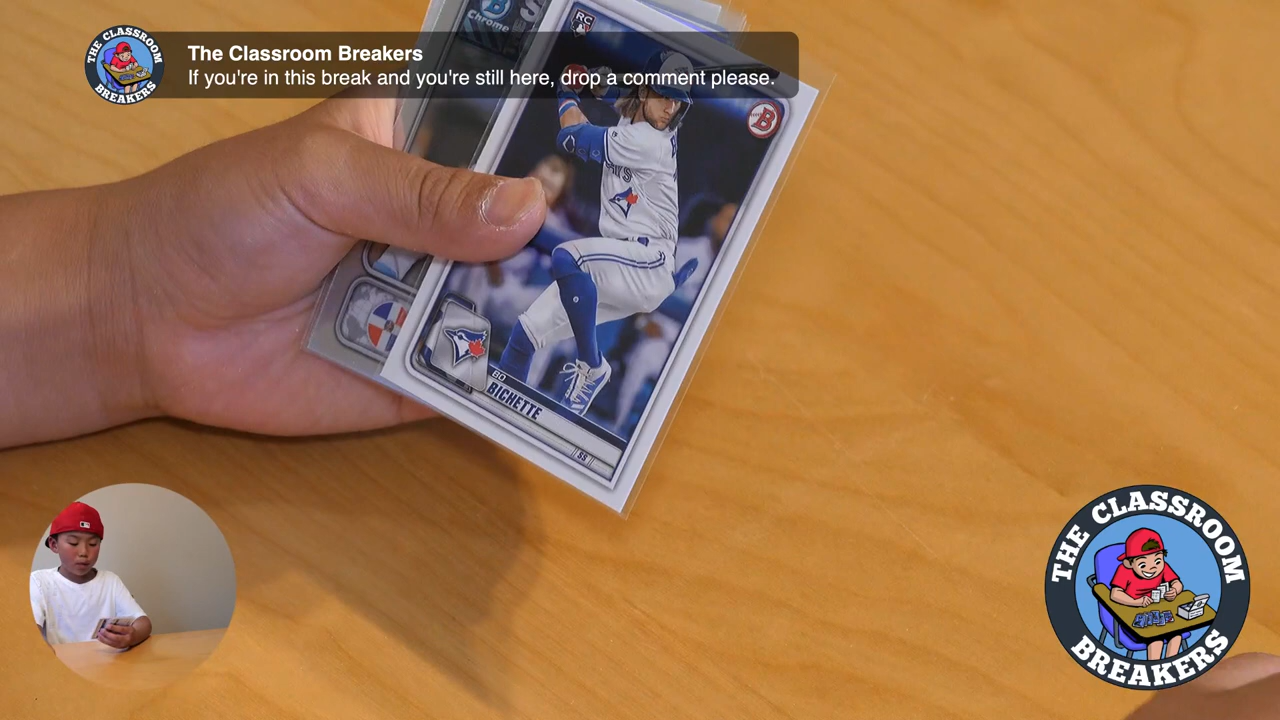 Chrome
RC
THE CLASSROOM
BREAKERS
The Classroom Breakers
If you're in this break and you're still here, drop a comment please.
B
BO
BICHETTE
SS
THE CLASSROOM
BREAKERS